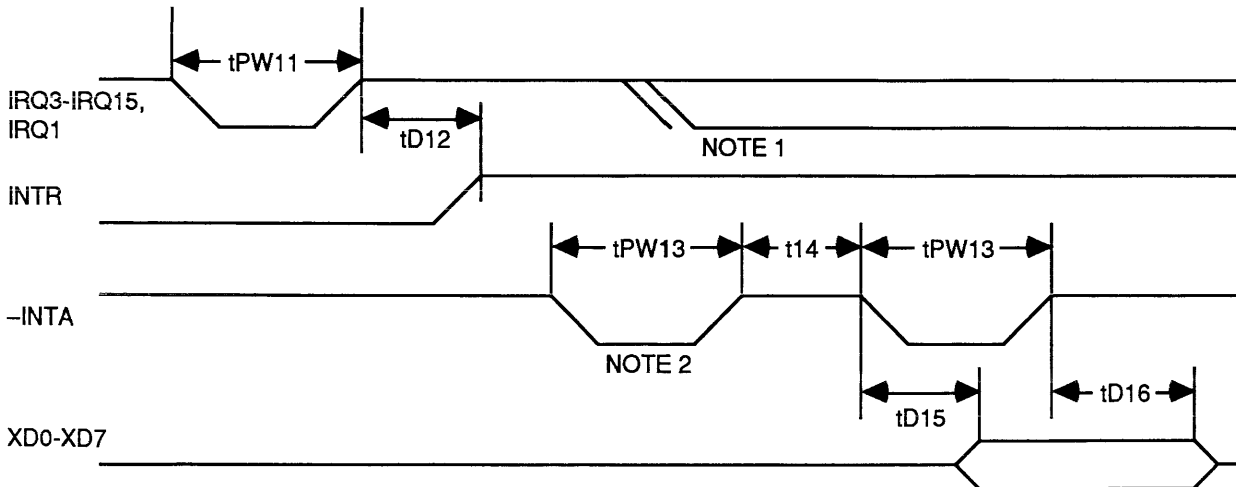 tPW11
IRQ3-IRQ15,
IRQ1
tD12
NOTE 1
INTR
tPW13
t14
tPW13
–INTA
NOTE 2
tD15
tD16
XD0-XD7